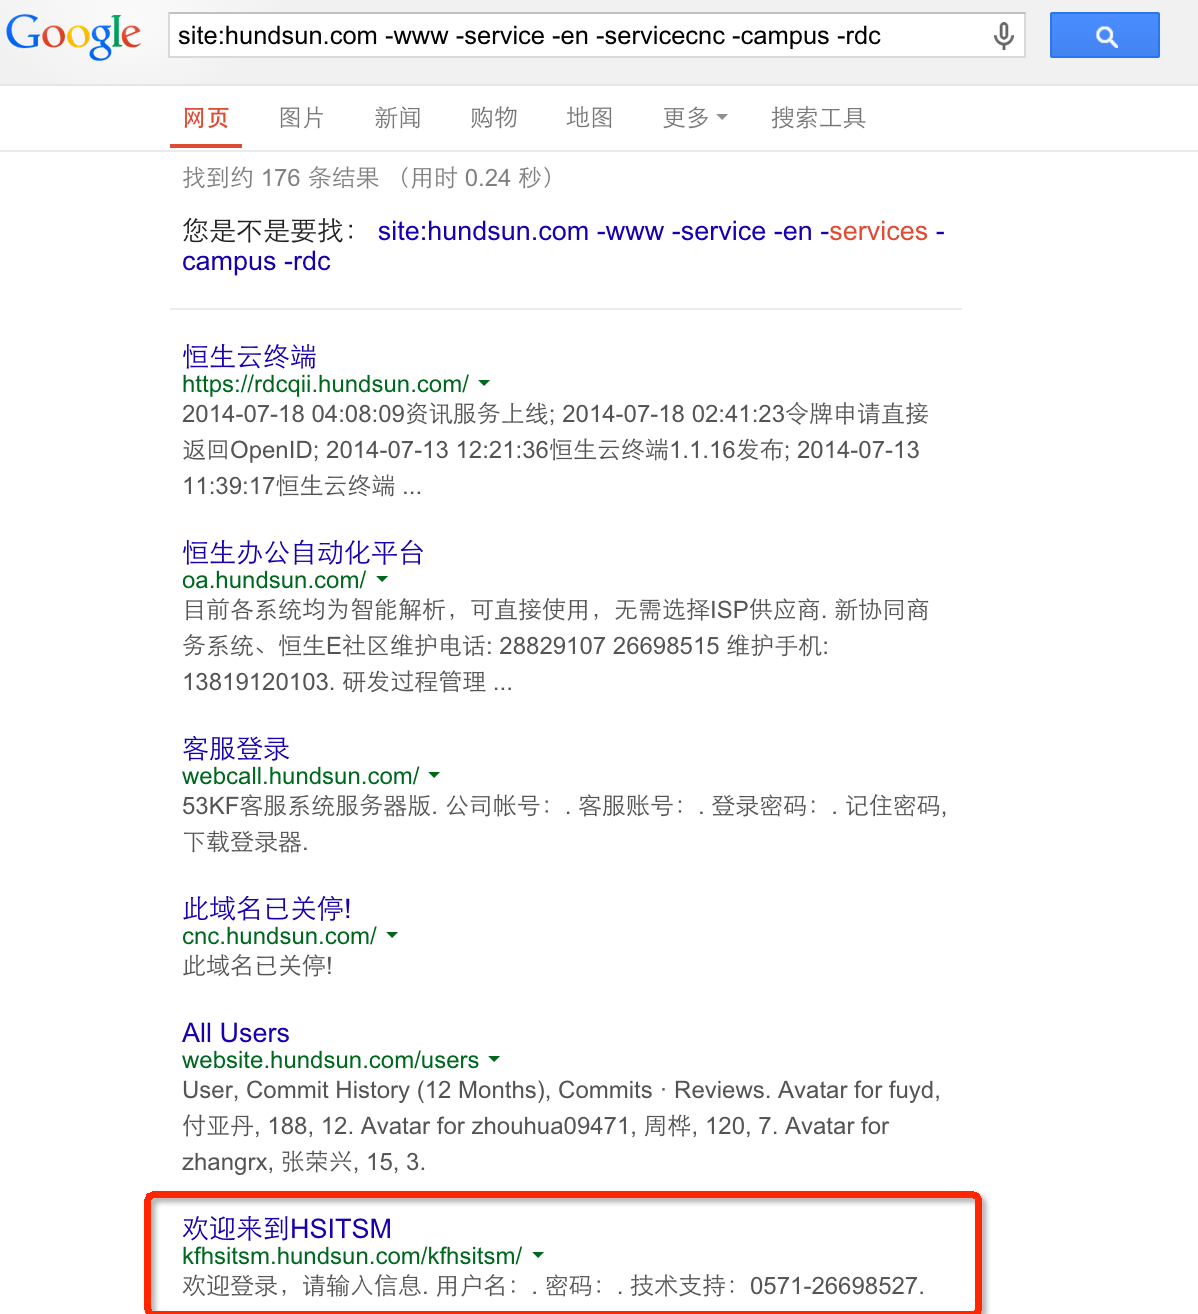 Google
site:hundsun.com -www -service -en -servicecnc -campus -rdc
网页 图片 新闻 购物 地图 更多 搜索工具
找到约 176 条结果 （用时 0.24 秒）
您是不是要找： site:hundsun.com -www -service -en -services -
campus -rdc
恒生云终端
https://rdcqii.hundsun.com/
2014-07-18 04:08:09资讯服务上线; 2014-07-18 02:41:23令牌申请直接
返回OpenID; 2014-07-13 12:21:36恒生云终端1.1.16发布; 2014-07-13
11:39:17恒生云终端 ...
恒生办公自动化平台
oa.hundsun.com/
目前各系统均为智能解析，可直接使用，无需选择ISP供应商. 新协同商
务系统、恒生E社区维护电话: 28829107 26698515 维护手机:
13819120103. 研发过程管理 ...
客服登录
webcall.hundsun.com/
53KF客服系统服务器版. 公司帐号：. 客服账号：. 登录密码：. 记住密码,
下载登录器.
此域名已关停!
cnc.hundsun.com/
此域名已关停!
All Users
website.hundsun.com/users
User, Commit History (12 Months), Commits · Reviews. Avatar for fuyd,
付亚丹, 188, 12. Avatar for zhouhua09471, 周桦, 120, 7. Avatar for
zhangrx, 张荣兴, 15, 3.
欢迎来到HSITSM
kfhsitsm.hundsun.com/kfhsitsm/
欢迎登录，请输入信息. 用户名：. 密码：. 技术支持：0571-26698527.